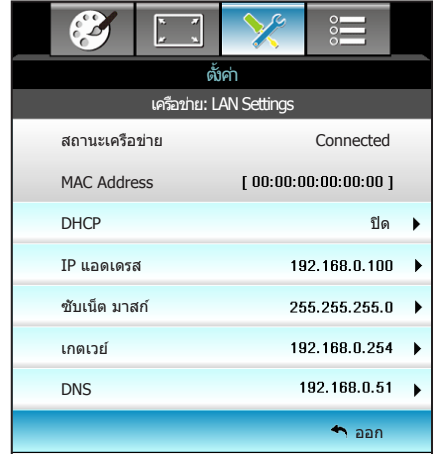 ตั้งค่า
เครือข่าย: LAN Settings
สถานะเครือข่าย Connected
MAC Address [ 00:00:00:00:00:00 ]
DHCP ปิด
IP แอดเดรส 192.168.0.100
ซับเน็ต มาสก์ 255.255.255.0
เกตเวย์ 192.168.0.254
DNS 192.168.0.51
ออก